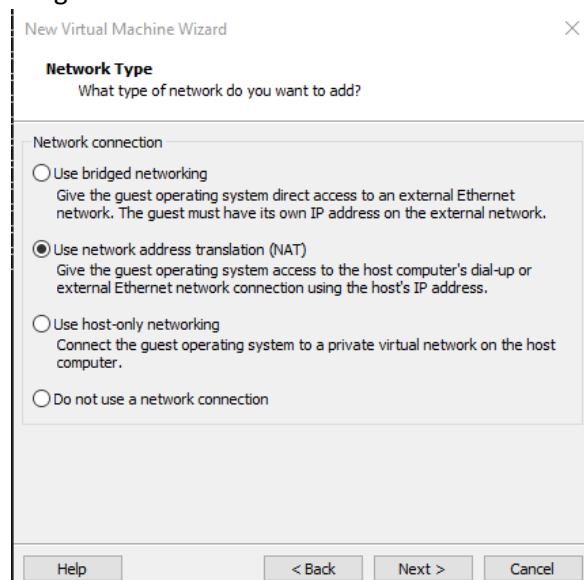 New Virtual Machine Wizard
Network Type
What type of network do you want to add?
Network connection
Use bridged networking
Give the guest operating system direct access to an external Ethernet
network. The guest must have its own IP address on the external network.
Use network address translation (NAT)
Give the guest operating system access to the host computer's dial-up or
external Ethernet network connection using the host's IP address.
Use host-only networking
Connect the guest operating system to a private virtual network on the host
computer.
Do not use a network connection
Help < Back Next > Cancel